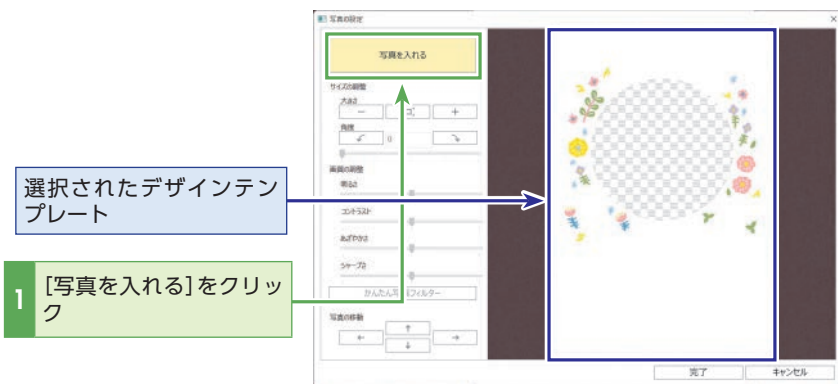 写真の設定
写真を入れる
サイズの調整
大きさ
－
＋
角度
0
画質の調整
明るさ
コントラスト
あざやかさ
シャープさ
写真の移動
↑
←
→
↓
完了
キャンセル
選択されたデザインテン
プレート
1
[写真を入れる]をクリッ
ク